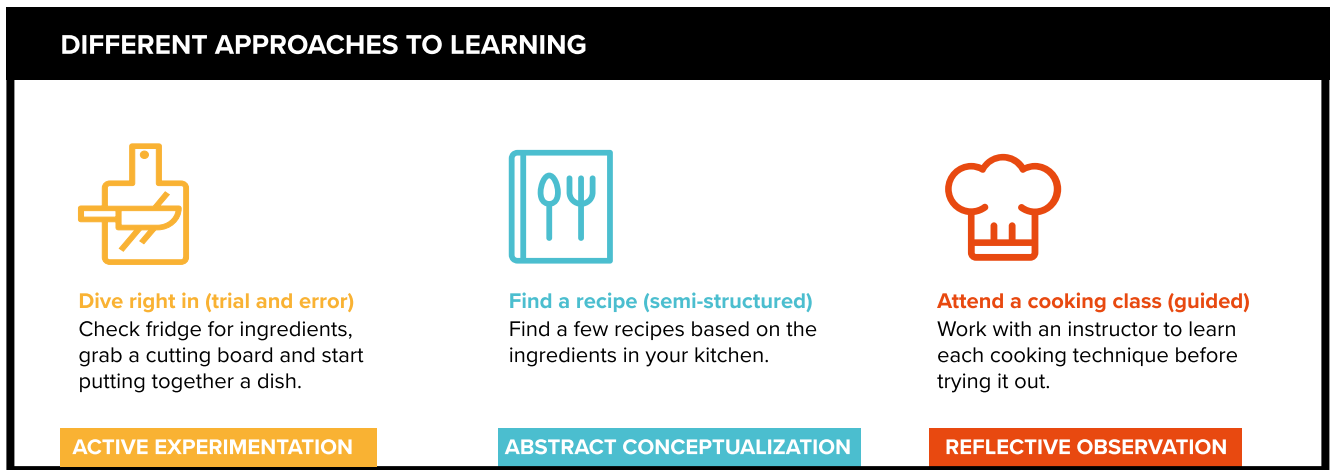 DIFFERENT APPROACHES TO LEARNING
Dive right in (trial and error)
Check fridge for ingredients,
grab a cutting board and start
putting together a dish.
ACTIVE EXPERIMENTATION
Find a recipe (semi-structured)
Find a few recipes based on the
ingredients in your kitchen.
ABSTRACT CONCEPTUALIZATION
Attend a cooking class (guided)
Work with an instructor to learn
each cooking technique before
trying it out.
REFLECTIVE OBSERVATION